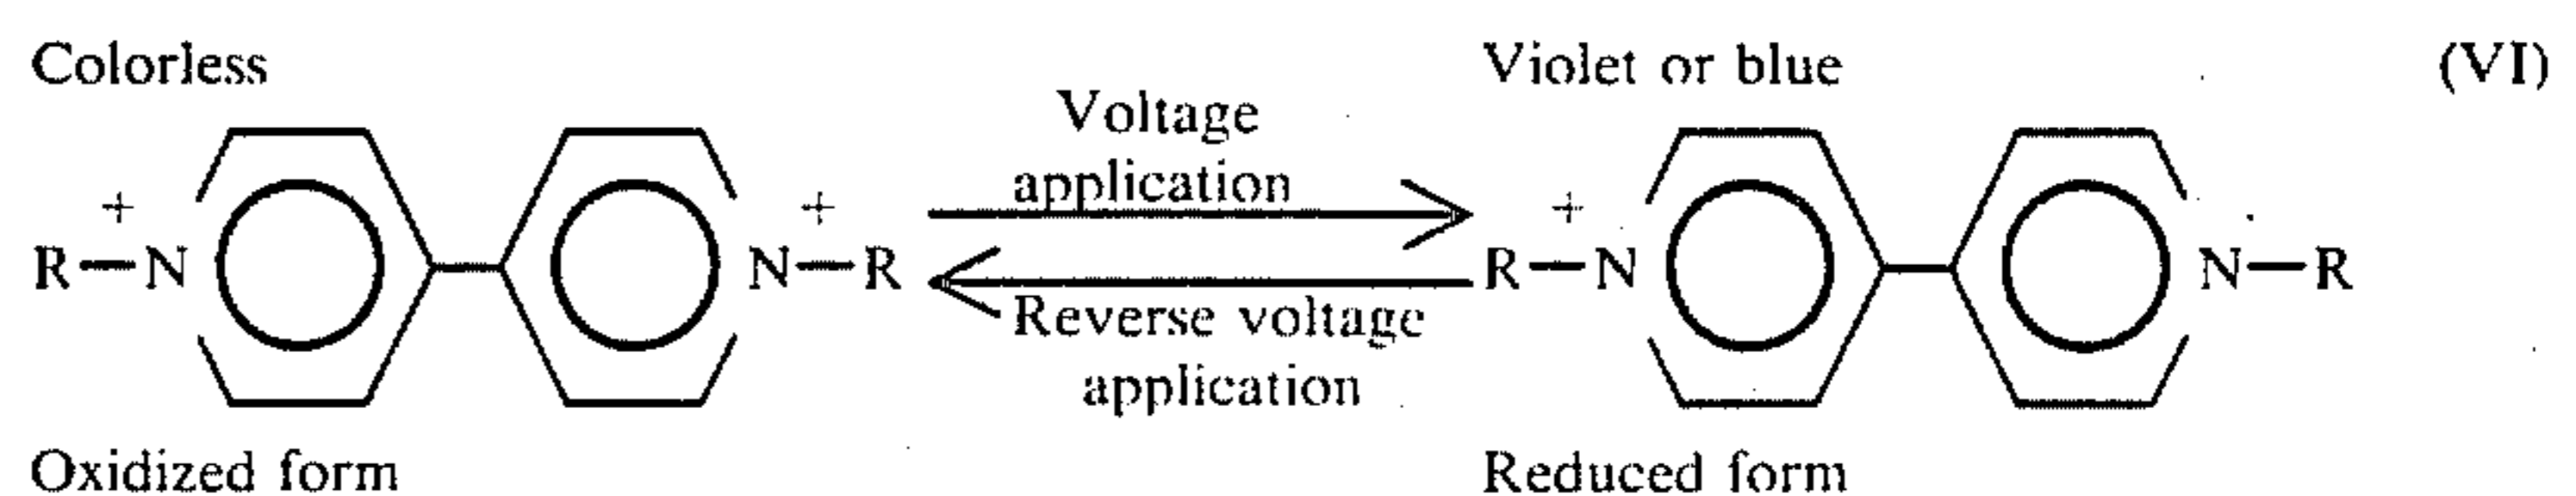 Colorless
Violet or blue
(VI)
Voltage
application
+
+
+
.
R—N
N—R
R—N
N—R
Reverse voltage
application
Oxidized form
Reduced form